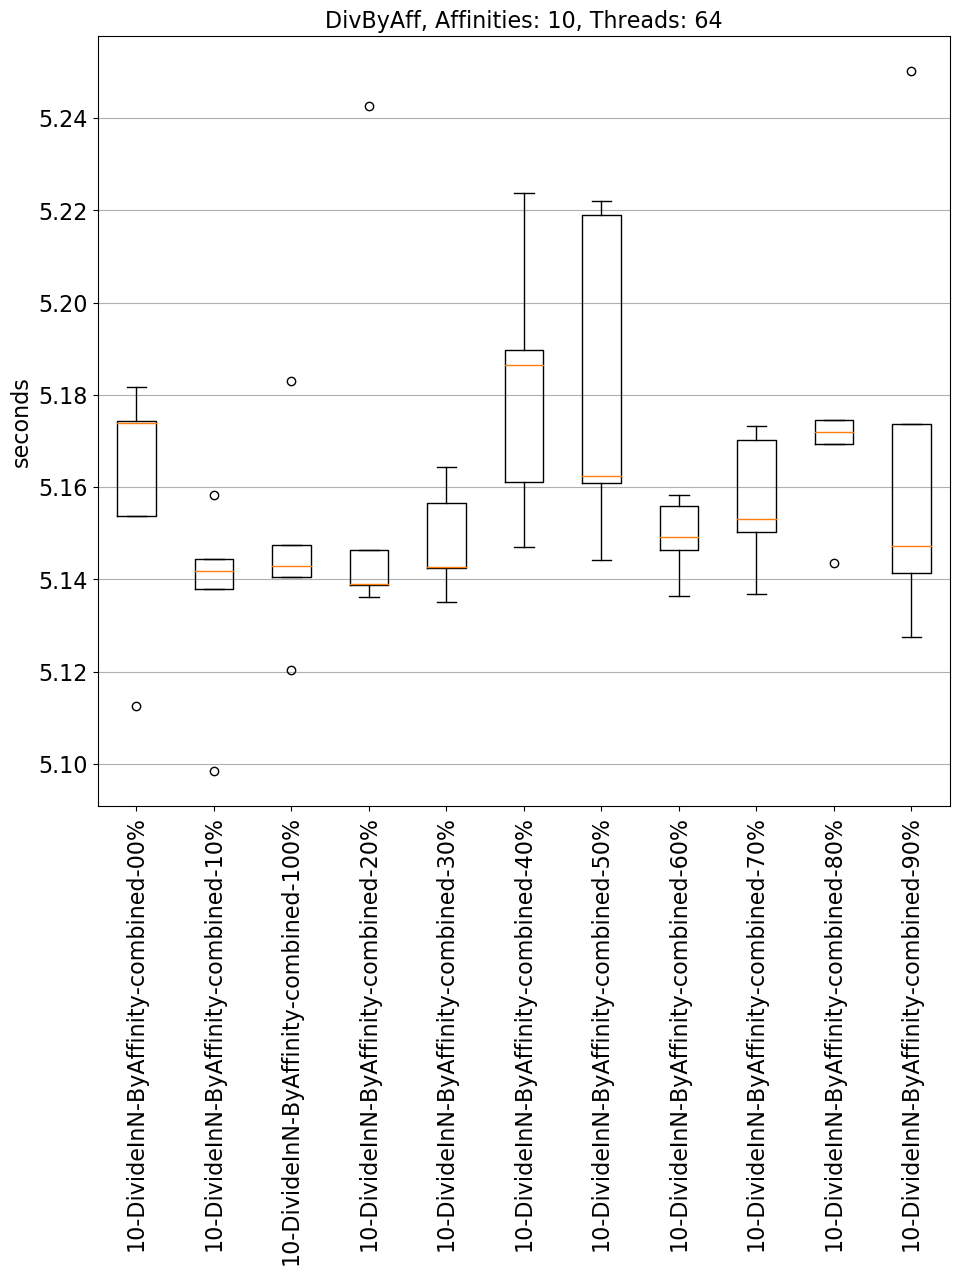 DivByAff, Affinities: 10, Threads: 64
seconds
5.24
5.22
5.20
5.18
5.16
5.14
5.12
5.10
10-DivideInN-ByAffinity-combined-00%
10-DivideInN-ByAffinity-combined-10%
10-DivideInN-ByAffinity-combined-100%
10-DivideInN-ByAffinity-combined-20%
10-DivideInN-ByAffinity-combined-30%
10-DivideInN-ByAffinity-combined-40%
10-DivideInN-ByAffinity-combined-50%
10-DivideInN-ByAffinity-combined-60%
10-DivideInN-ByAffinity-combined-70%
10-DivideInN-ByAffinity-combined-80%
10-DivideInN-ByAffinity-combined-90%